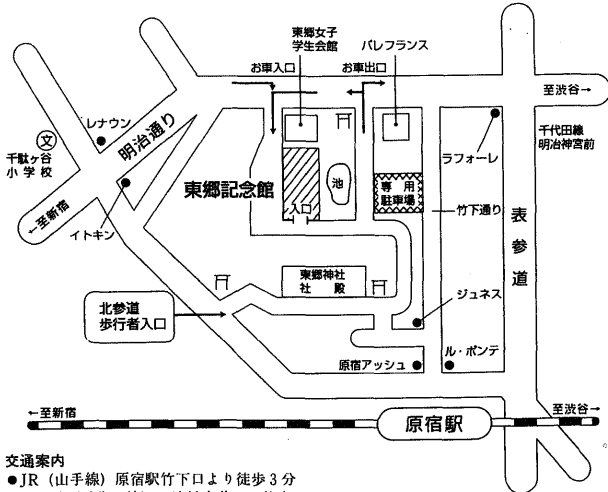 東郷女子
学生会館
パレフランス
お車入口
お車出口
至渋谷→
レナウン
明治通り
文
千駄ヶ谷
小学校
千代田線
明治神宮前
ラフォーレ
東郷記念館
池
専用
駐車場
入口
竹下通り
表参道
←至新宿
イトキン
東郷神社
社殿
北参道
歩行者入口
ジュネス
原宿アッシュ
ル・ポンテ
←至新宿
至渋谷→
原宿駅
交通案内
●JR（山手線）原宿駅竹下口より徒歩3分